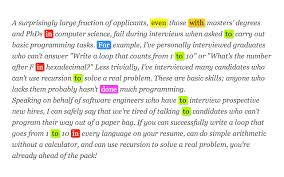 A surprisingly large fraction of applicants, even those with masters' degrees
and PhDs in computer science, fail during interviews when asked to carry out
basic programming tasks. For example, I've personally interviewed graduates
who can't answer "Write a loop that counts from 1 to 10" or "What's the number
after F in hexadecimal?" Less trivially, I've interviewed many candidates who
can't use recursion to solve a real problem. These are basic skills; anyone who
lacks them probably hasn't done much programming.
Speaking on behalf of software engineers who have to interview prospective
new hires, I can safely say that we're tired of talking to candidates who can't
program their way out of a paper bag. If you can successfully write a loop that
goes from 1 to 10 in every language on your resume, can do simple arithmetic
without a calculator, and can use recursion to solve a real problem, you're
already ahead of the pack!